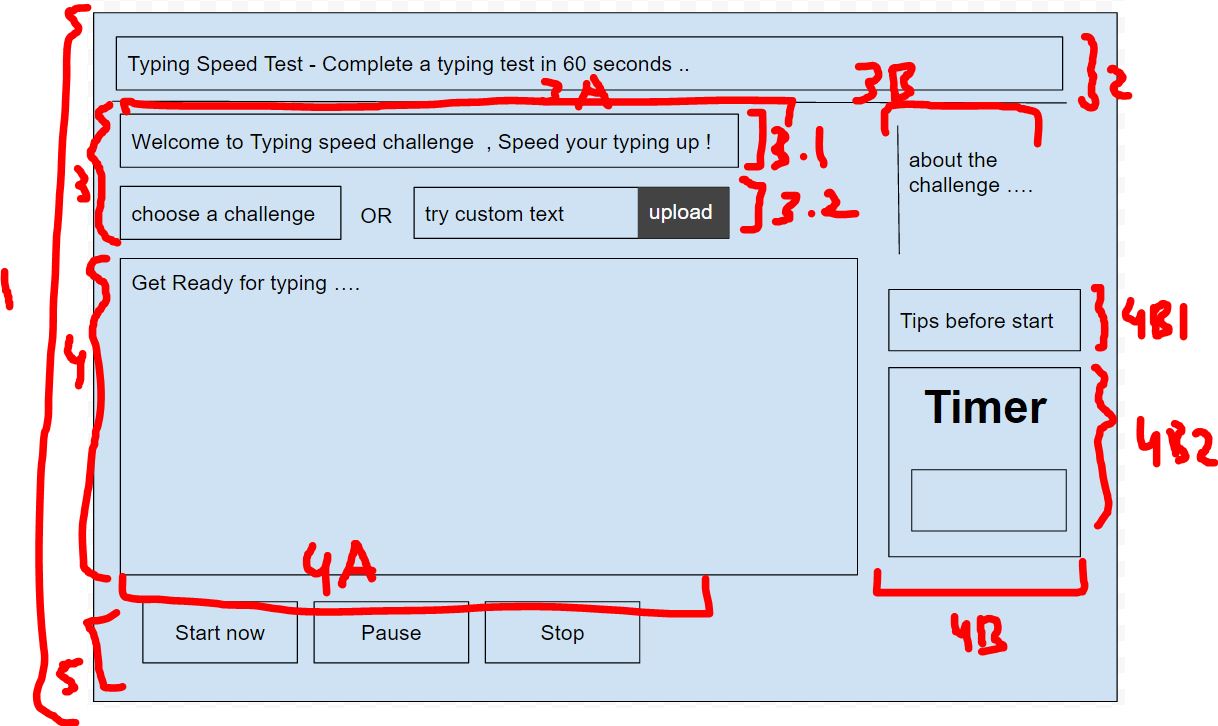 Typing Speed Test - Complete a typing test in 60 seconds ..
2
3A
3B
Welcome to Typing speed challenge , Speed your typing up !
3.1
about the
challenge ....
3
choose a challenge OR try custom text upload
3.2
1
Get Ready for typing ....
Tips before start
4B1
4
Timer
4B2
4A
4B
Start now Pause Stop
5